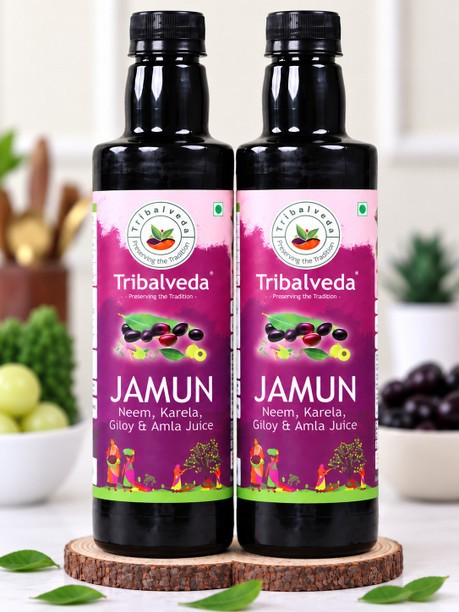 Tribalveda
Preserving the Tradition
Tribalveda®
- Preserving the Tradition -
JAMUN
Neem, Karela,
Giloy & Amla Juice
Tribalveda
Preserving the Tradition
Tribalveda®
- Preserving the Tradition -
JAMUN
Neem, Karela,
Giloy & Amla Juice